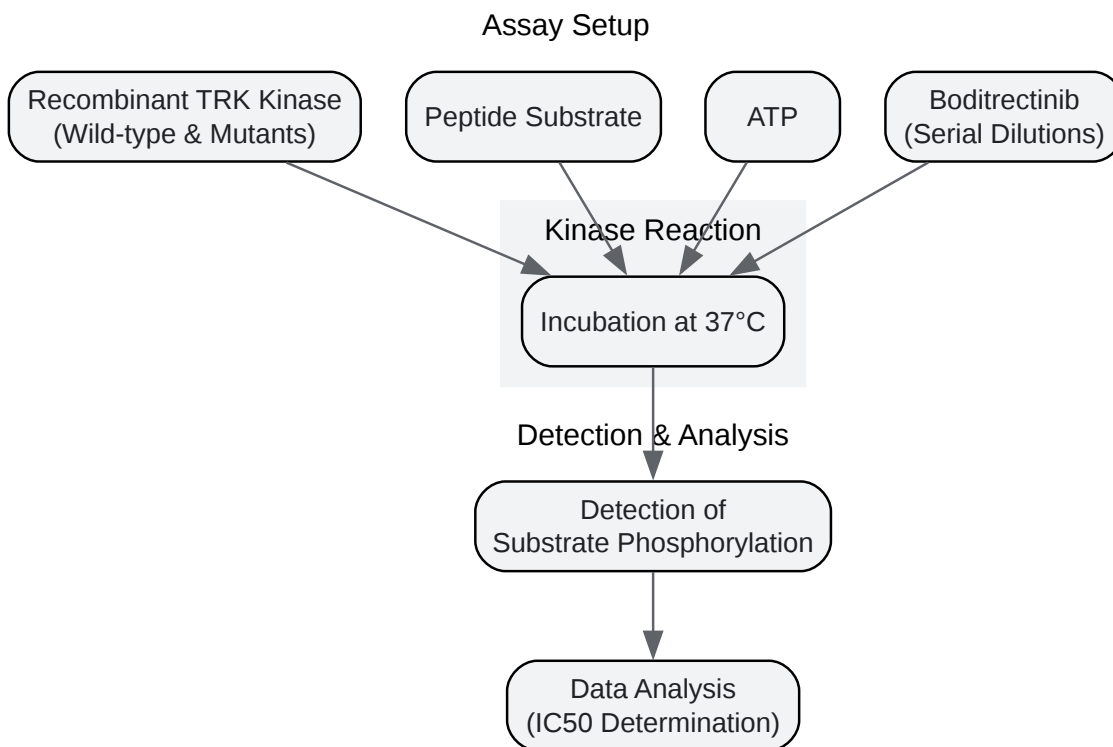 Assay Setup
Recombinant TRK Kinase
(Wild-type & Mutants)
Peptide Substrate
ATP
Boditrectinib
(Serial Dilutions)
Kinase Reaction
Incubation at 37°C
Detection & Analysis
Detection of
Substrate Phosphorylation
Data Analysis
(IC50 Determination)